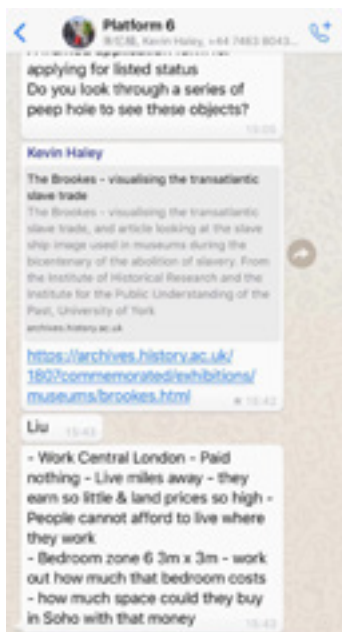 Platform 6
Kevin Haley, +44 7463 8043...
applying for listed status
Do you look through a series of
peep hole to see these objects?
Kevin Haley
The Brookes - visualising the transatlantic
slave trade
The Brookes - visualising the transatlantic
slave trade, and article looking at the slave
ship image used in museums during the
bicentenary of the abolition of slavery. From
the Institute of Historical Research and the
Institute for the Public Understanding of the
Past, University of York
archives.history.ac.uk
https://archives.history.ac.uk/
1807commemorated/exhibitions/
museums/brookes.html
15:42
Liu
15:43
- Work Central London - Paid
nothing - Live miles away - they
earn so little & land prices so high -
People cannot afford to live where
they work
- Bedroom zone 6 3m x 3m - work
out how much that bedroom costs
- how much space could they buy
in Soho with that money
15:43